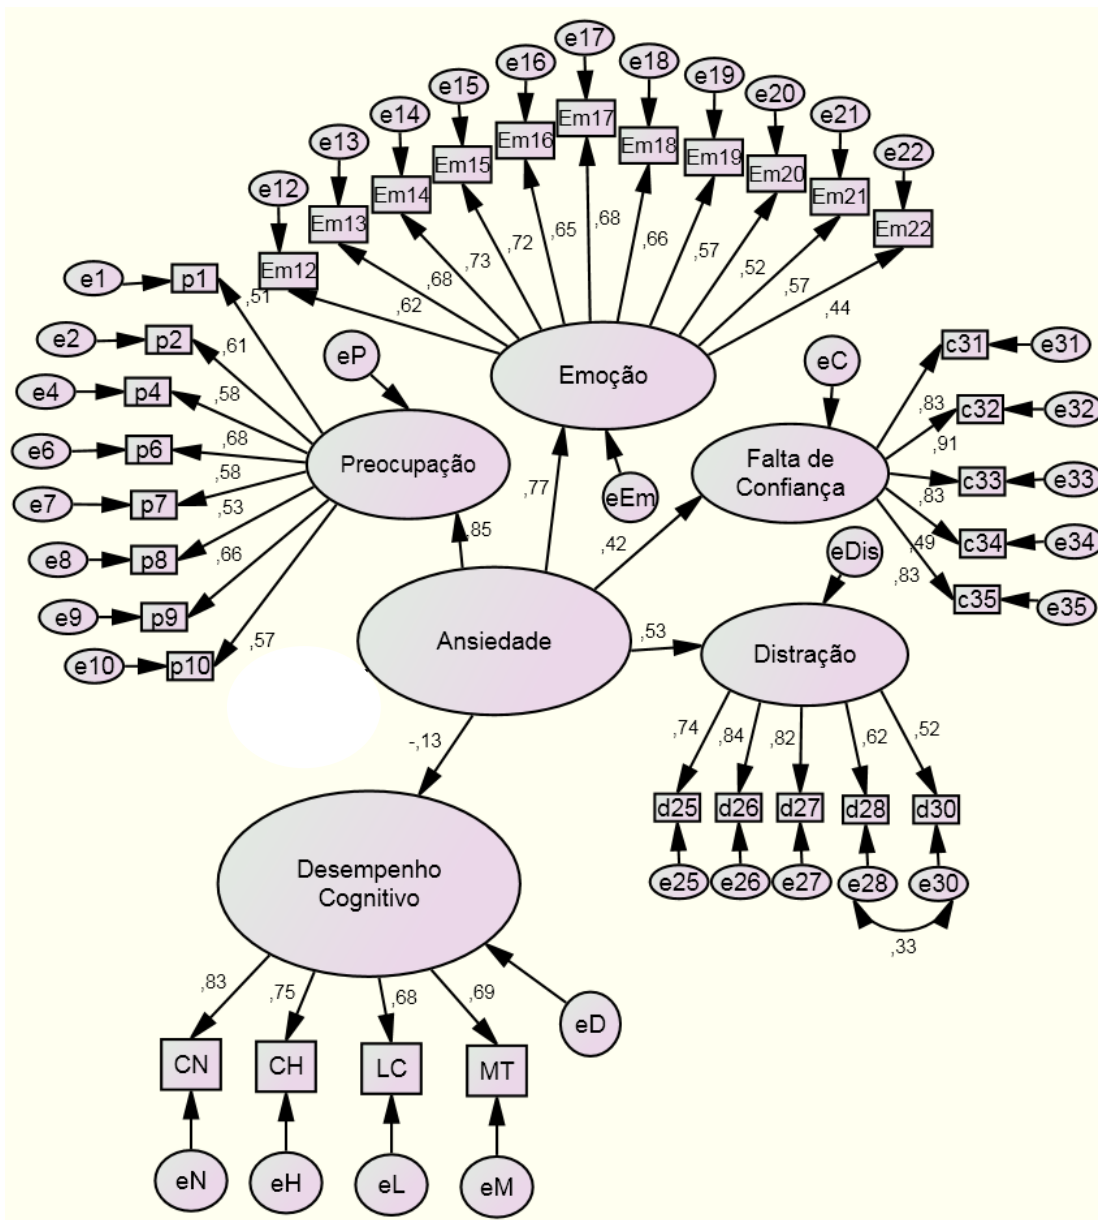 e17
e16
e18
e15
e19
e14
e20
e13
e21
e12
e22
Em17
Em16
Em18
Em15
Em19
Em14
Em20
Em13
Em21
Em12
Em22
,62
,68
,73
,72
,65
,68
,66
,57
,52
,57
,44
Emoção
eEm
,77
e1
p1
,51
e2
p2
,61
e4
p4
,58
e6
p6
,68
e7
p7
,58
e8
p8
,53
e9
p9
,66
e10
p10
,57
eP
Preocupação
,85
eC
Falta de
Confiança
,42
c31
e31
,83
c32
e32
,91
c33
e33
,83
c34
e34
,49
c35
e35
,83
Ansiedade
,53
eDis
Distração
,74
,84
,82
,62
,52
d25
d26
d27
d28
d30
e25
e26
e27
e28
e30
,33
-,13
Desempenho
Cognitivo
eD
,83
,75
,68
,69
CN
CH
LC
MT
eN
eH
eL
eM